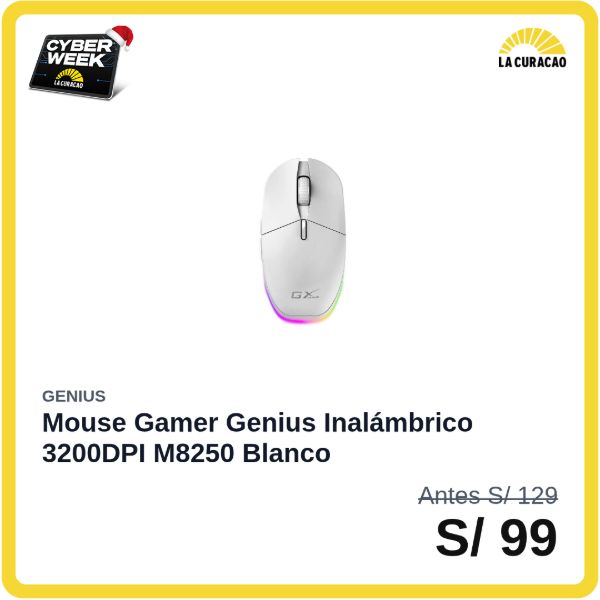 CYBER
WEEK
LA CURACAO
LA CURACAO
GX
GENIUS
Mouse Gamer Genius Inalámbrico
3200DPI M8250 Blanco
Antes S/ 129
S/ 99